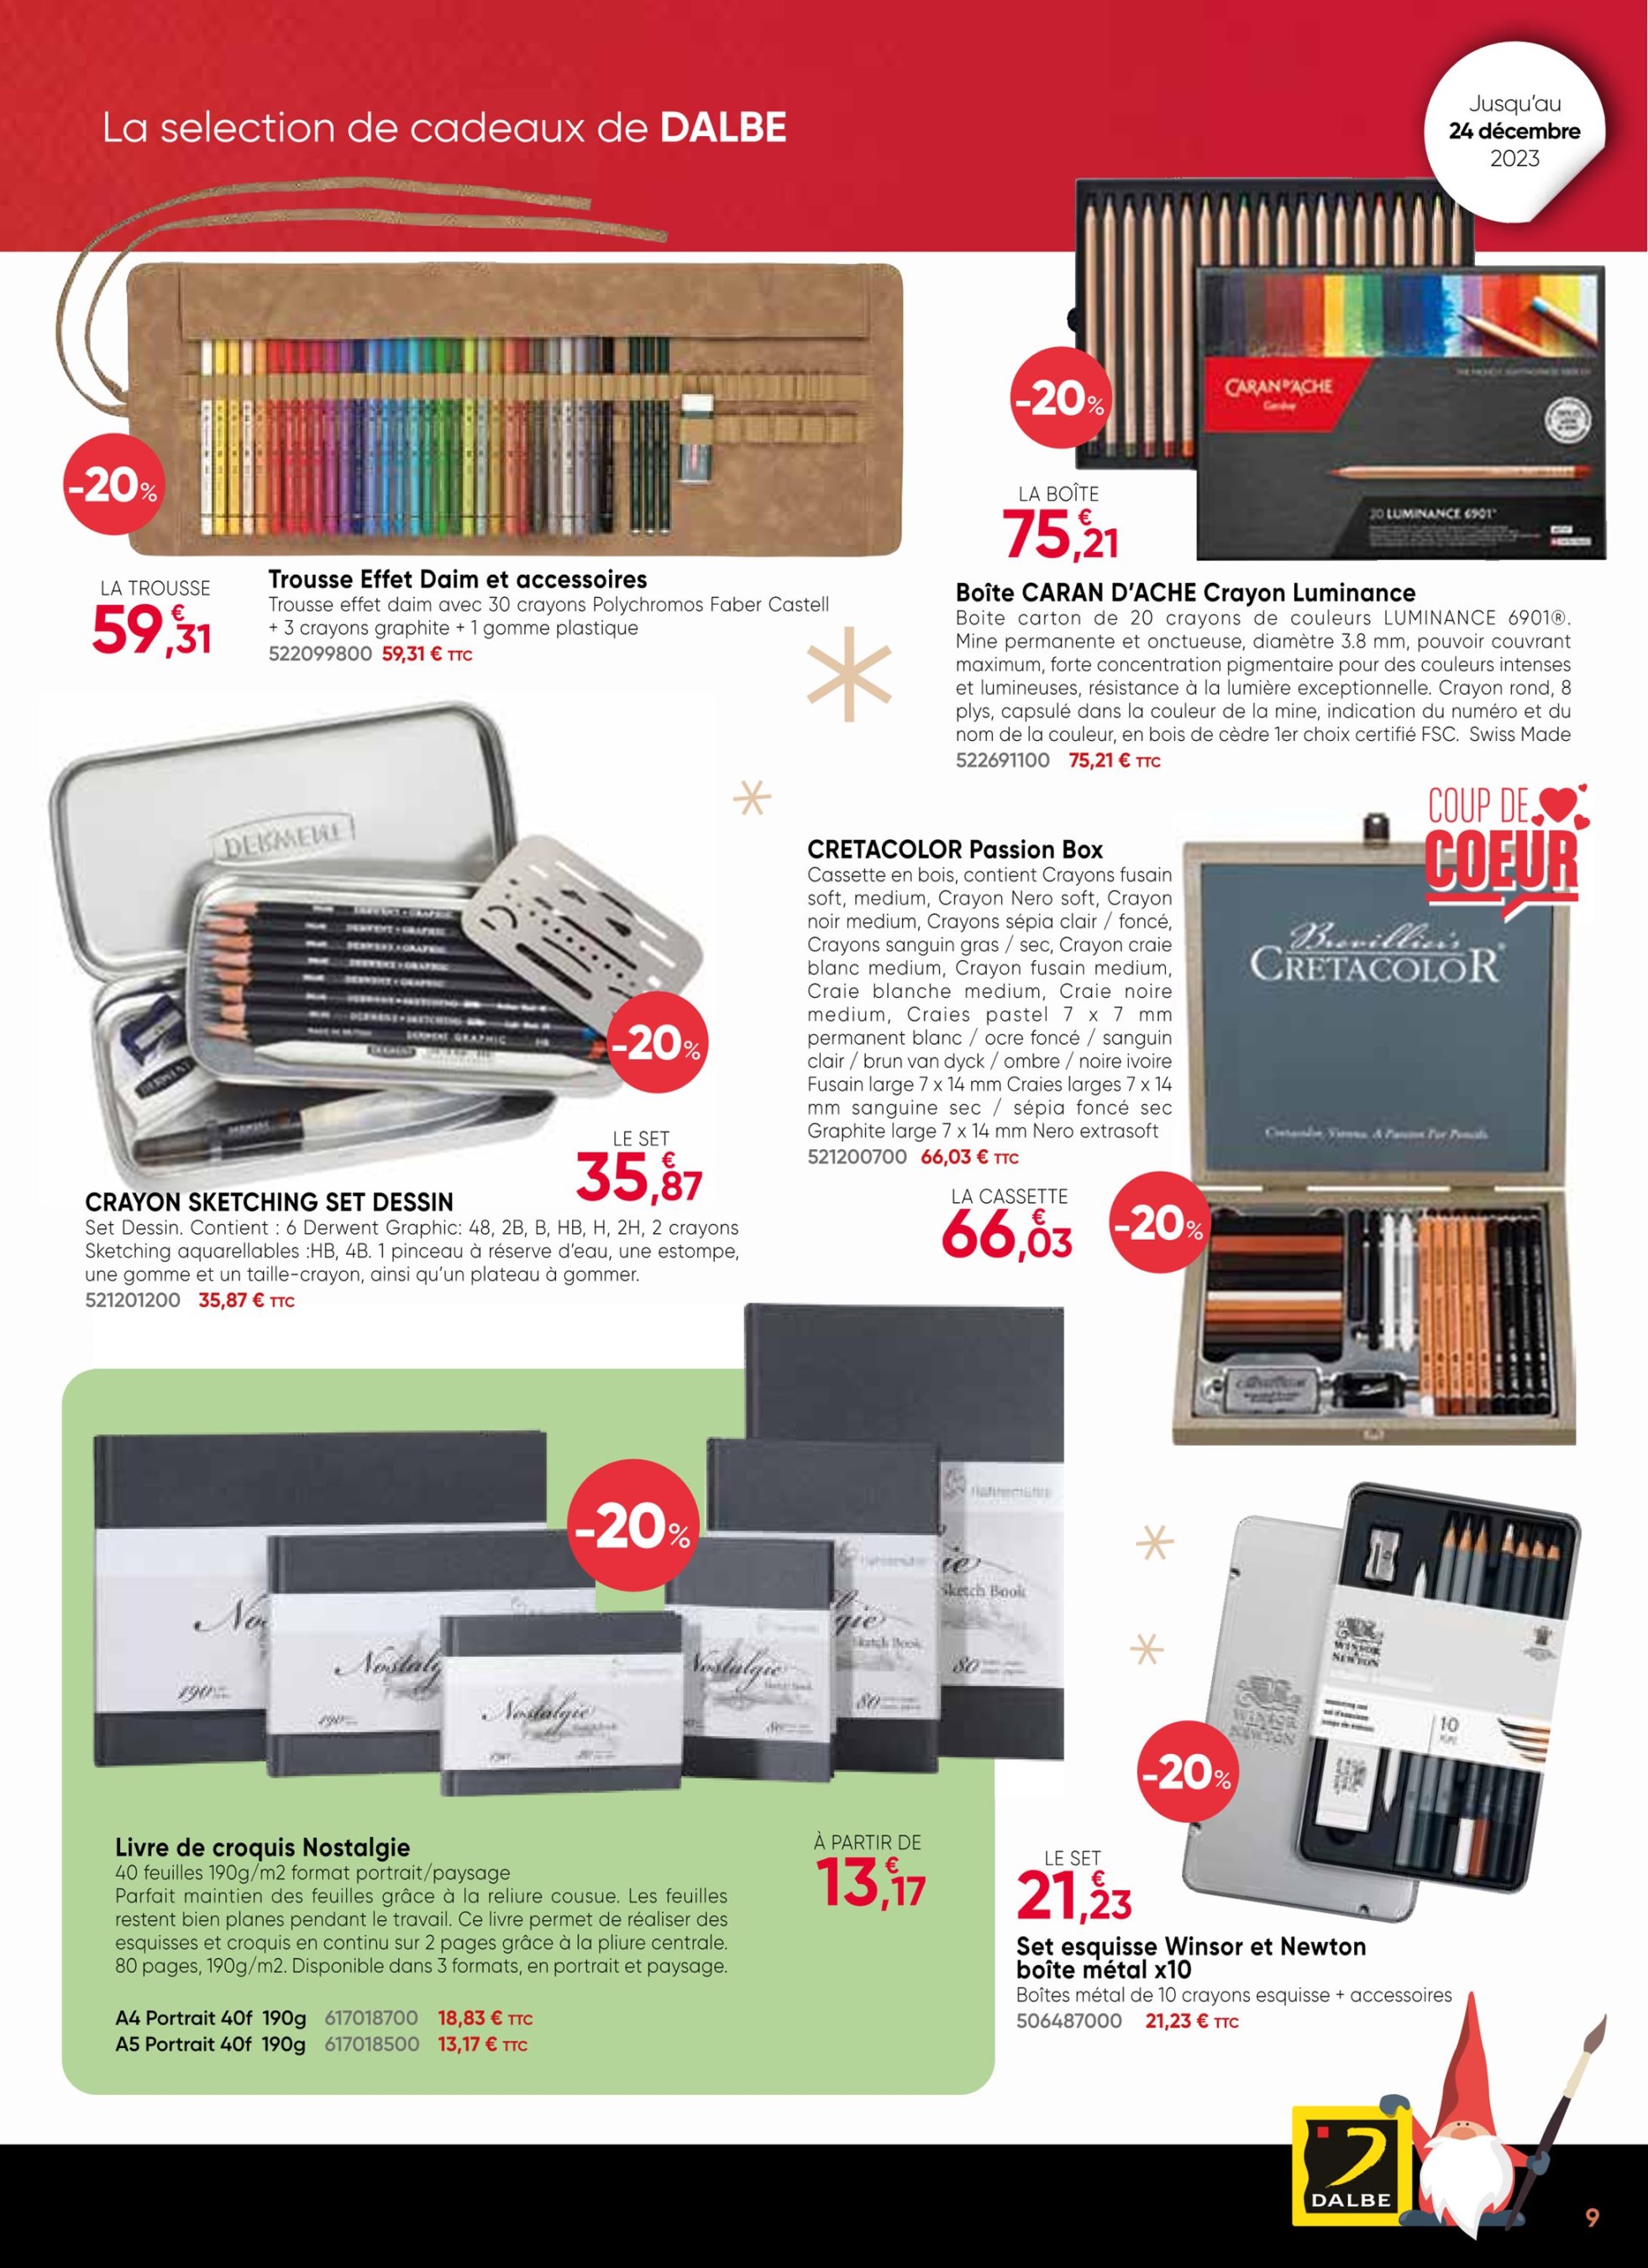 La selection de cadeaux de DALBE
Jusqu'au
24 décembre
2023
-20%
LA TROUSSE
59,31 €
Trousse Effet Daim et accessoires
Trousse effet daim avec 30 crayons Polychromos Faber Castell
+ 3 crayons graphite + 1 gomme plastique
522099800 59,31 € TTC
CARAN D'ACHE
Genève
20 LUMINANCE 6901
-20%
LA BOÎTE
75,21 €
Boîte CARAN D'ACHE Crayon Luminance
Boite carton de 20 crayons de couleurs LUMINANCE 6901®.
Mine permanente et onctueuse, diamètre 3.8 mm, pouvoir couvrant
maximum, forte concentration pigmentaire pour des couleurs intenses
et lumineuses, résistance à la lumière exceptionnelle. Crayon rond, 8
plys, capsulé dans la couleur de la mine, indication du numéro et du
nom de la couleur, en bois de cèdre 1er choix certifié FSC. Swiss Made
522691100 75,21 € TTC
DERWENT
DERWENT
-20%
LE SET
35,87 €
CRAYON SKETCHING SET DESSIN
Set Dessin. Contient : 6 Derwent Graphic: 48, 2B, B, HB, H, 2H, 2 crayons
Sketching aquarellables :HB, 4B. 1 pinceau à réserve d'eau, une estompe,
une gomme et un taille-crayon, ainsi qu'un plateau à gommer.
521201200 35,87 € TTC
COUP DE
COEUR
CRETACOLOR Passion Box
Cassette en bois, contient Crayons fusain
soft, medium, Crayon Nero soft, Crayon
noir medium, Crayons sépia clair / foncé,
Crayons sanguin gras / sec, Crayon craie
blanc medium, Crayon fusain medium,
Craie blanche medium, Craie noire
medium, Craies pastel 7 x 7 mm
permanent blanc / ocre foncé / sanguin
clair / brun van dyck / ombre / noire ivoire
Fusain large 7 x 14 mm Craies larges 7 x 14
mm sanguine sec / sépia foncé sec
Graphite large 7 x 14 mm Nero extrasoft
521200700 66,03 € TTC
LA CASSETTE
66,03 €
-20%
Brevillier's
CRETACOLOR
-20%
190
Nostalgie
190
Nostalgie
Nostalgie
Sketch Book
80
Sketch Book
80
Livre de croquis Nostalgie
40 feuilles 190g/m2 format portrait/paysage
Parfait maintien des feuilles grâce à la reliure cousue. Les feuilles
restent bien planes pendant le travail. Ce livre permet de réaliser des
esquisses et croquis en continu sur 2 pages grâce à la pliure centrale.
80 pages, 190g/m2. Disponible dans 3 formats, en portrait et paysage.
A4 Portrait 40f 190g 617018700 18,83 € TTC
A5 Portrait 40f 190g 617018500 13,17 € TTC
À PARTIR DE
13,17 €
WINSOR
& NEWTON
10
WINSOR
& NEWTON
-20%
LE SET
21,23 €
Set esquisse Winsor et Newton
boîte métal x10
Boîtes métal de 10 crayons esquisse + accessoires
506487000 21,23 € TTC
DALBE
9